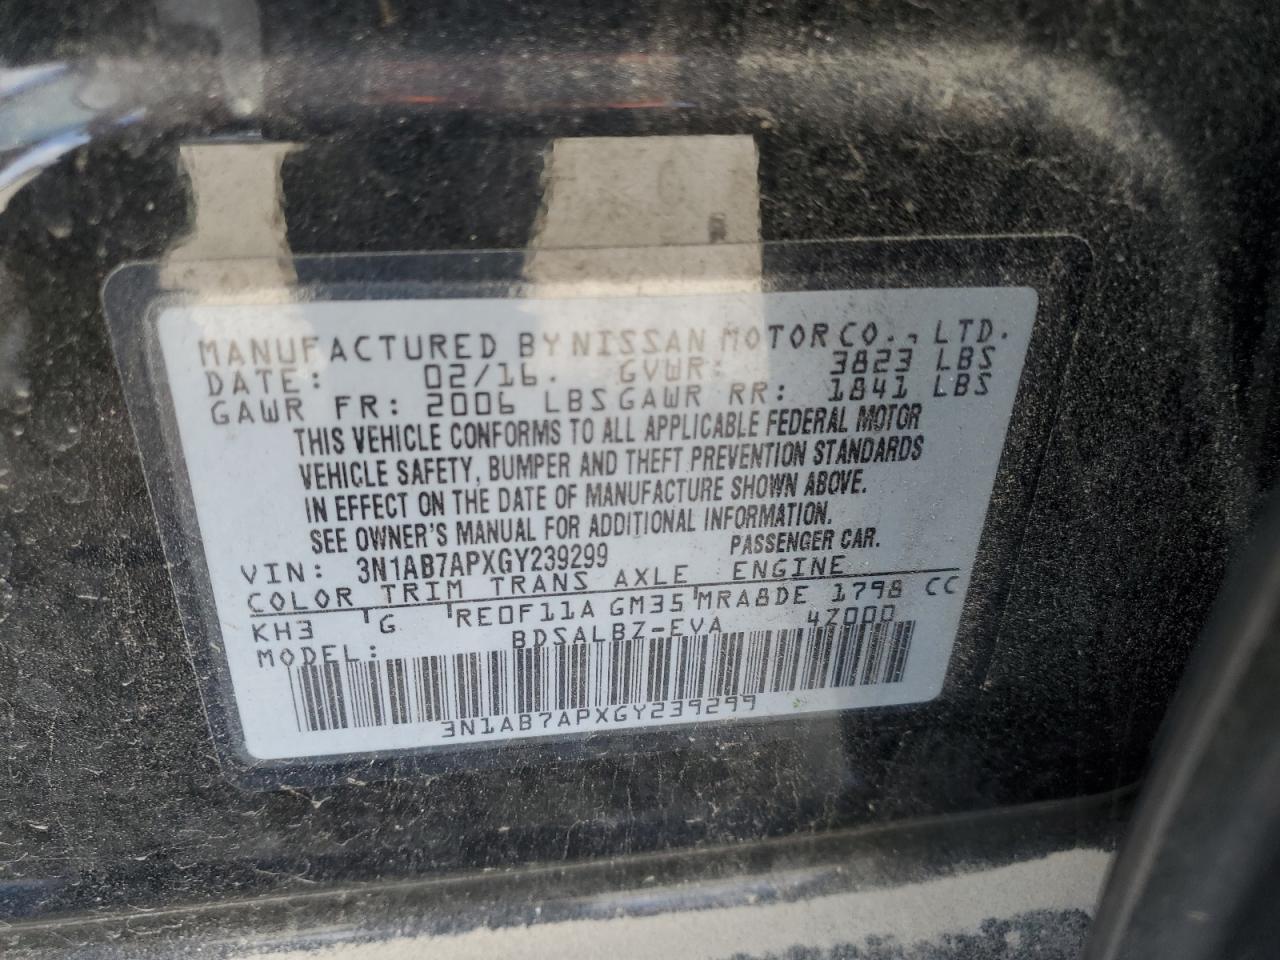 MANUFACTURED BY NISSAN MOTOR CO., LTD.
DATE: 02/16. GVWR: 3823 LBS
GAWR FR: 2006 LBS GAWR RR: 1841 LBS
THIS VEHICLE CONFORMS TO ALL APPLICABLE FEDERAL MOTOR
VEHICLE SAFETY, BUMPER AND THEFT PREVENTION STANDARDS
IN EFFECT ON THE DATE OF MANUFACTURE SHOWN ABOVE.
SEE OWNER'S MANUAL FOR ADDITIONAL INFORMATION.
VIN: 3N1AB7APXGY239299 PASSENGER CAR.
COLOR TRIM TRANS AXLE ENGINE
KH3 G RE0F11A GM35 MRA8DE 1798 CC
MODEL: BDSALBZ-EVA 4Z000
3N1AB7APXGY239299